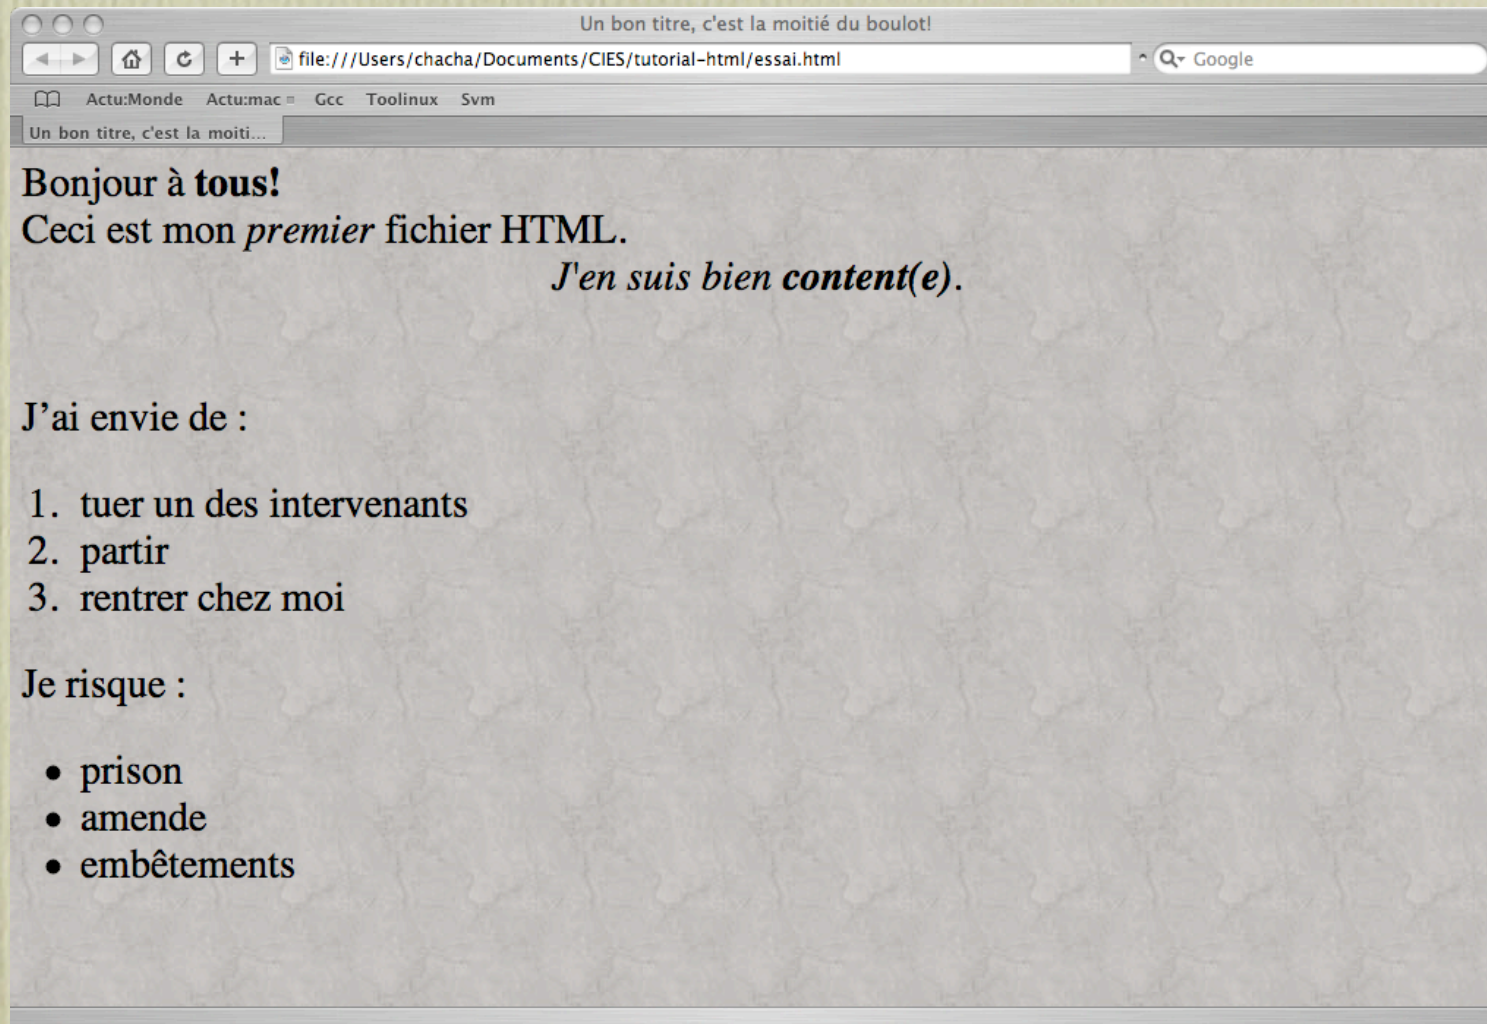 Un bon titre, c'est la moitié du boulot!
file:///Users/chacha/Documents/CIES/tutorial-html/essai.html
Google
Actu:Monde Actu:mac Gcc Toolinux Svm
Un bon titre, c'est la moiti...
Bonjour à tous!
Ceci est mon premier fichier HTML.
J'en suis bien content(e).
J’ai envie de :
1. tuer un des intervenants
2. partir
3. rentrer chez moi
Je risque :
• prison
• amende
• embêtements